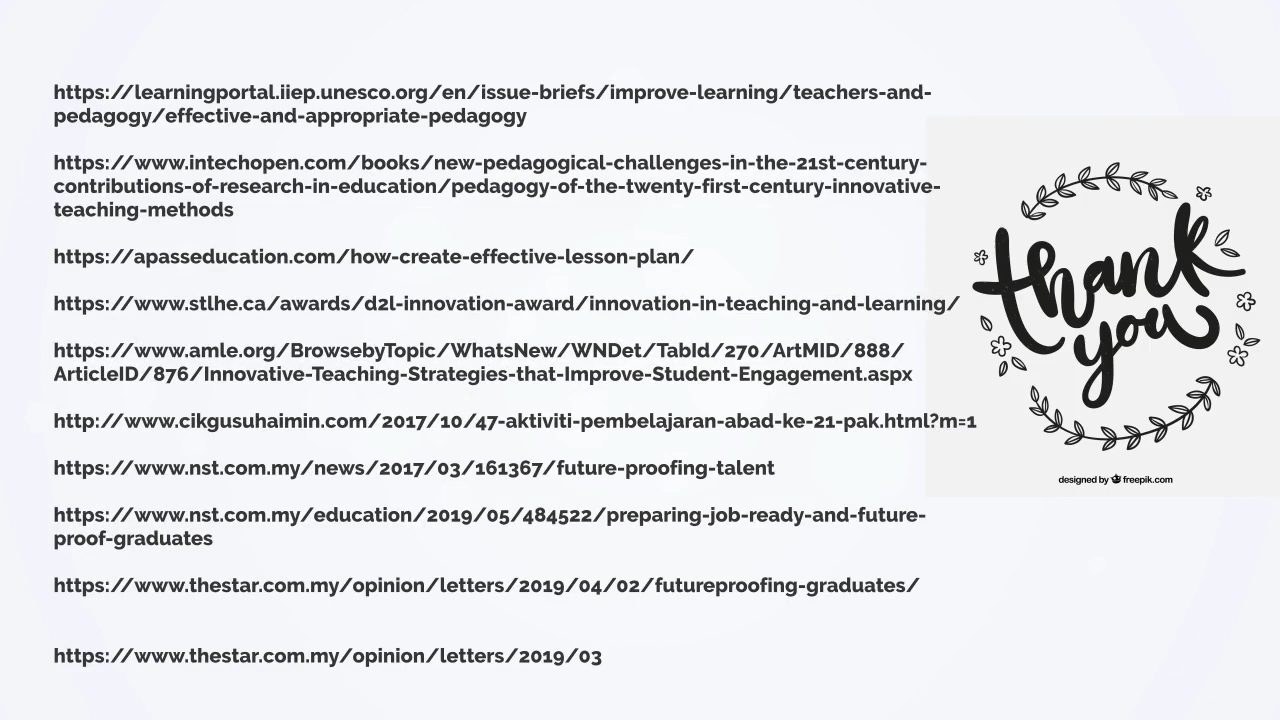 https://learningportal.iiep.unesco.org/en/issue-briefs/improve-learning/teachers-and-
pedagogy/effective-and-appropriate-pedagogy
https://www.intechopen.com/books/new-pedagogical-challenges-in-the-21st-century-
contributions-of-research-in-education/pedagogy-of-the-twenty-first-century-innovative-
teaching-methods
https://apasseducation.com/how-create-effective-lesson-plan/
https://www.stlhe.ca/awards/d2l-innovation-award/innovation-in-teaching-and-learning/
https://www.amle.org/BrowsebyTopic/WhatsNew/WNDet/TabId/270/ArtMID/888/
ArticleID/876/Innovative-Teaching-Strategies-that-Improve-Student-Engagement.aspx
http://www.cikgusuhaimin.com/2017/10/47-aktiviti-pembelajaran-abad-ke-21-pak.html?m=1
https://www.nst.com.my/news/2017/03/161367/future-proofing-talent
https://www.nst.com.my/education/2019/05/484522/preparing-job-ready-and-future-
proof-graduates
https://www.thestar.com.my/opinion/letters/2019/04/02/futureproofing-graduates/
https://www.thestar.com.my/opinion/letters/2019/03
thank
you
designed by freepik.com